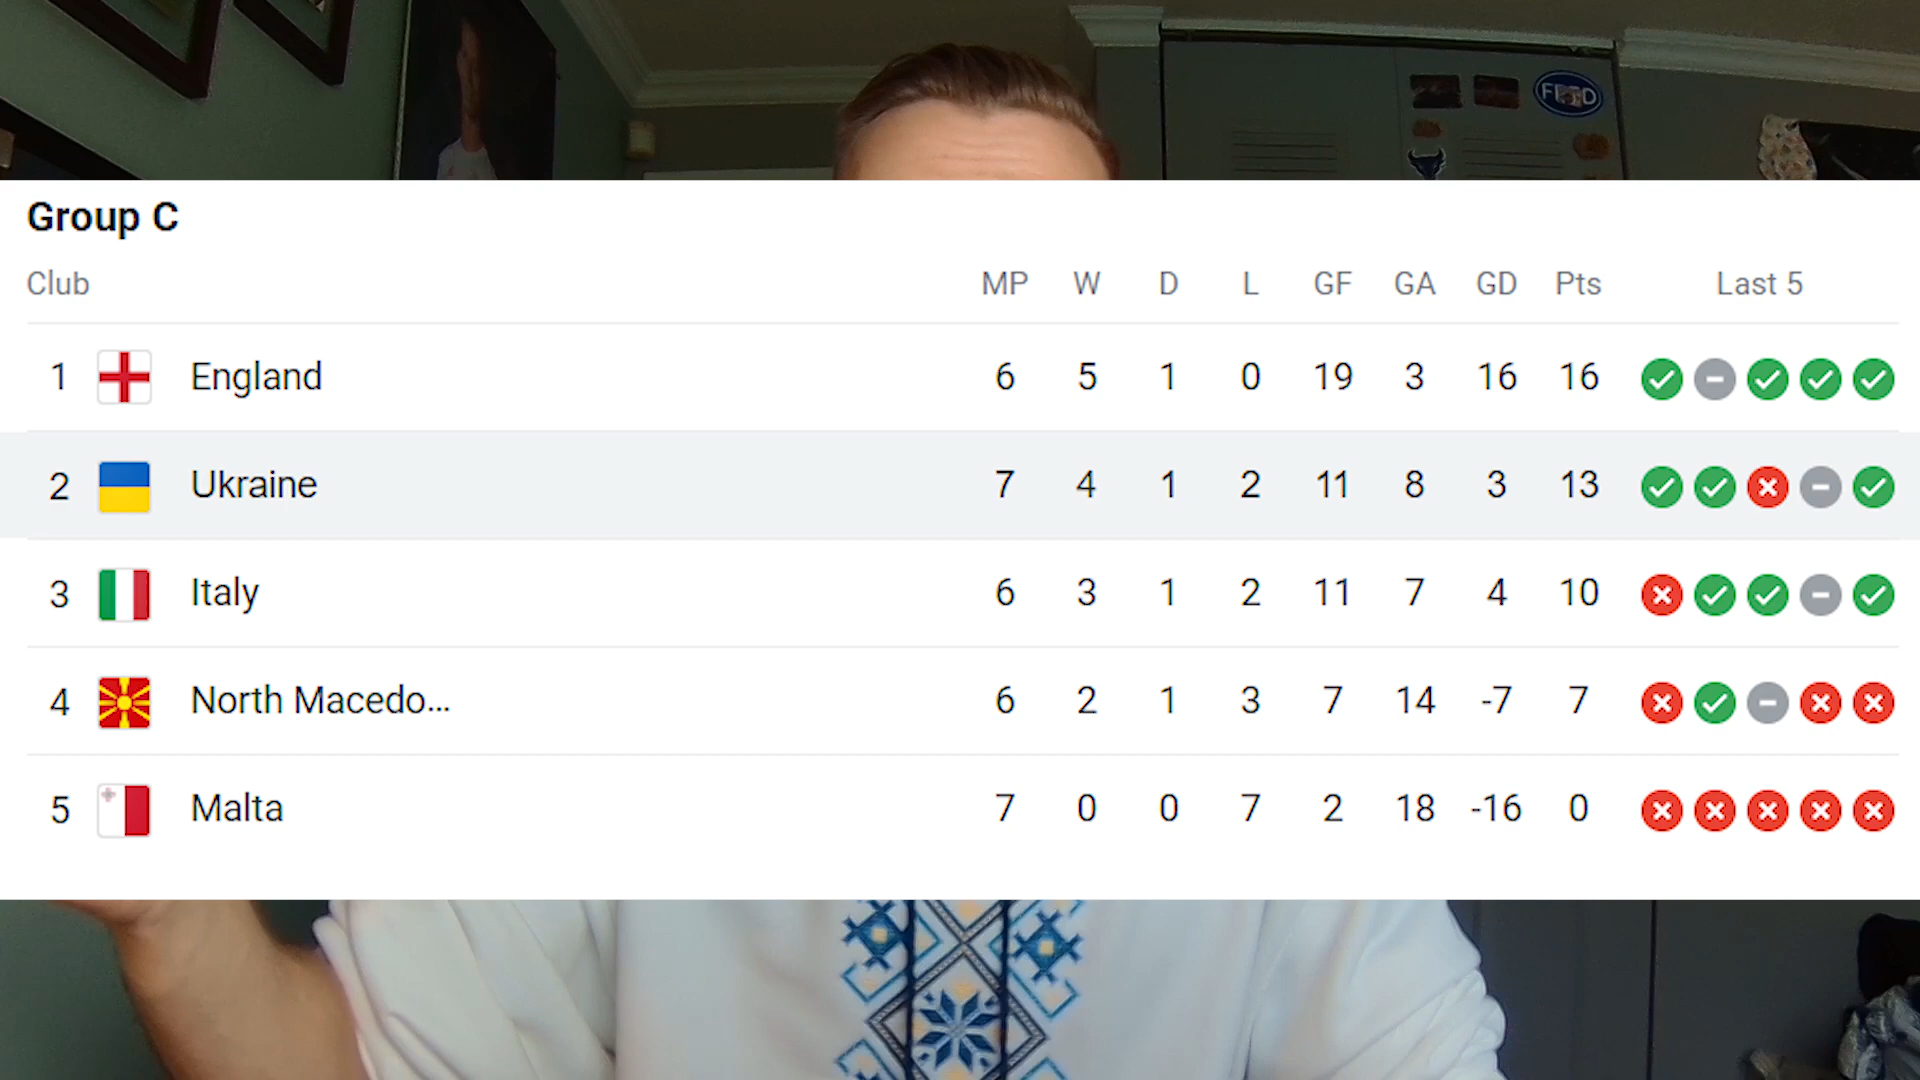 Group C
Club MP W D L GF GA GD Pts Last 5
1 England 6 5 1 0 19 3 16 16
2 Ukraine 7 4 1 2 11 8 3 13
3 Italy 6 3 1 2 11 7 4 10
4 North Macedo... 6 2 1 3 7 14 -7 7
5 Malta 7 0 0 7 2 18 -16 0